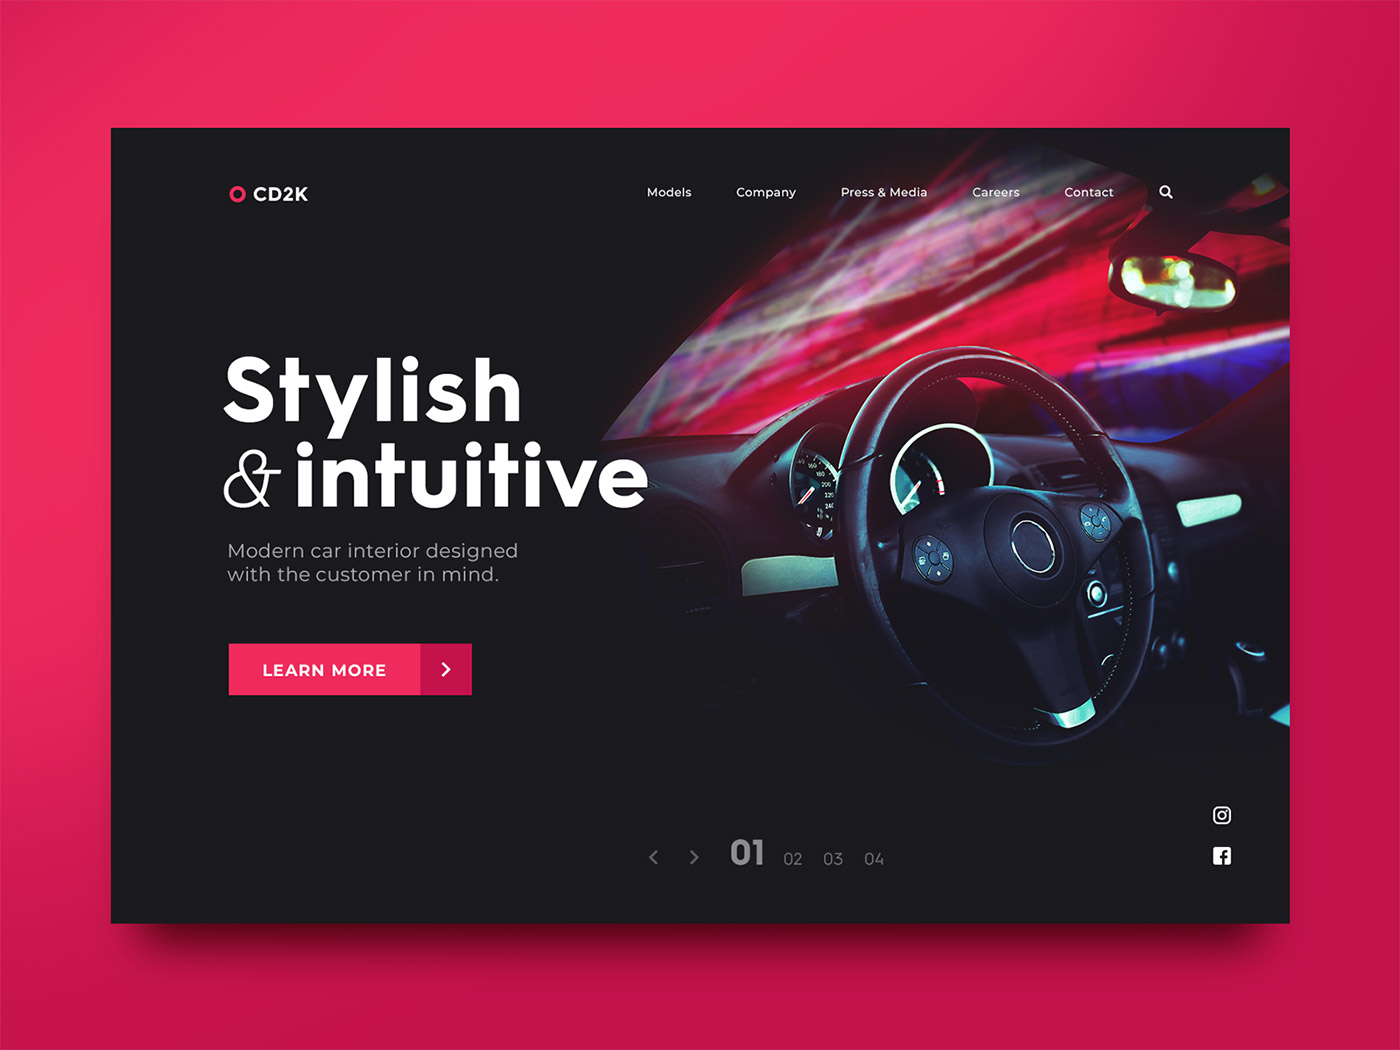 CD2K
Models Company Press & Media Careers Contact
Stylish
& intuitive
Modern car interior designed
with the customer in mind.
LEARN MORE
01 02 03 04